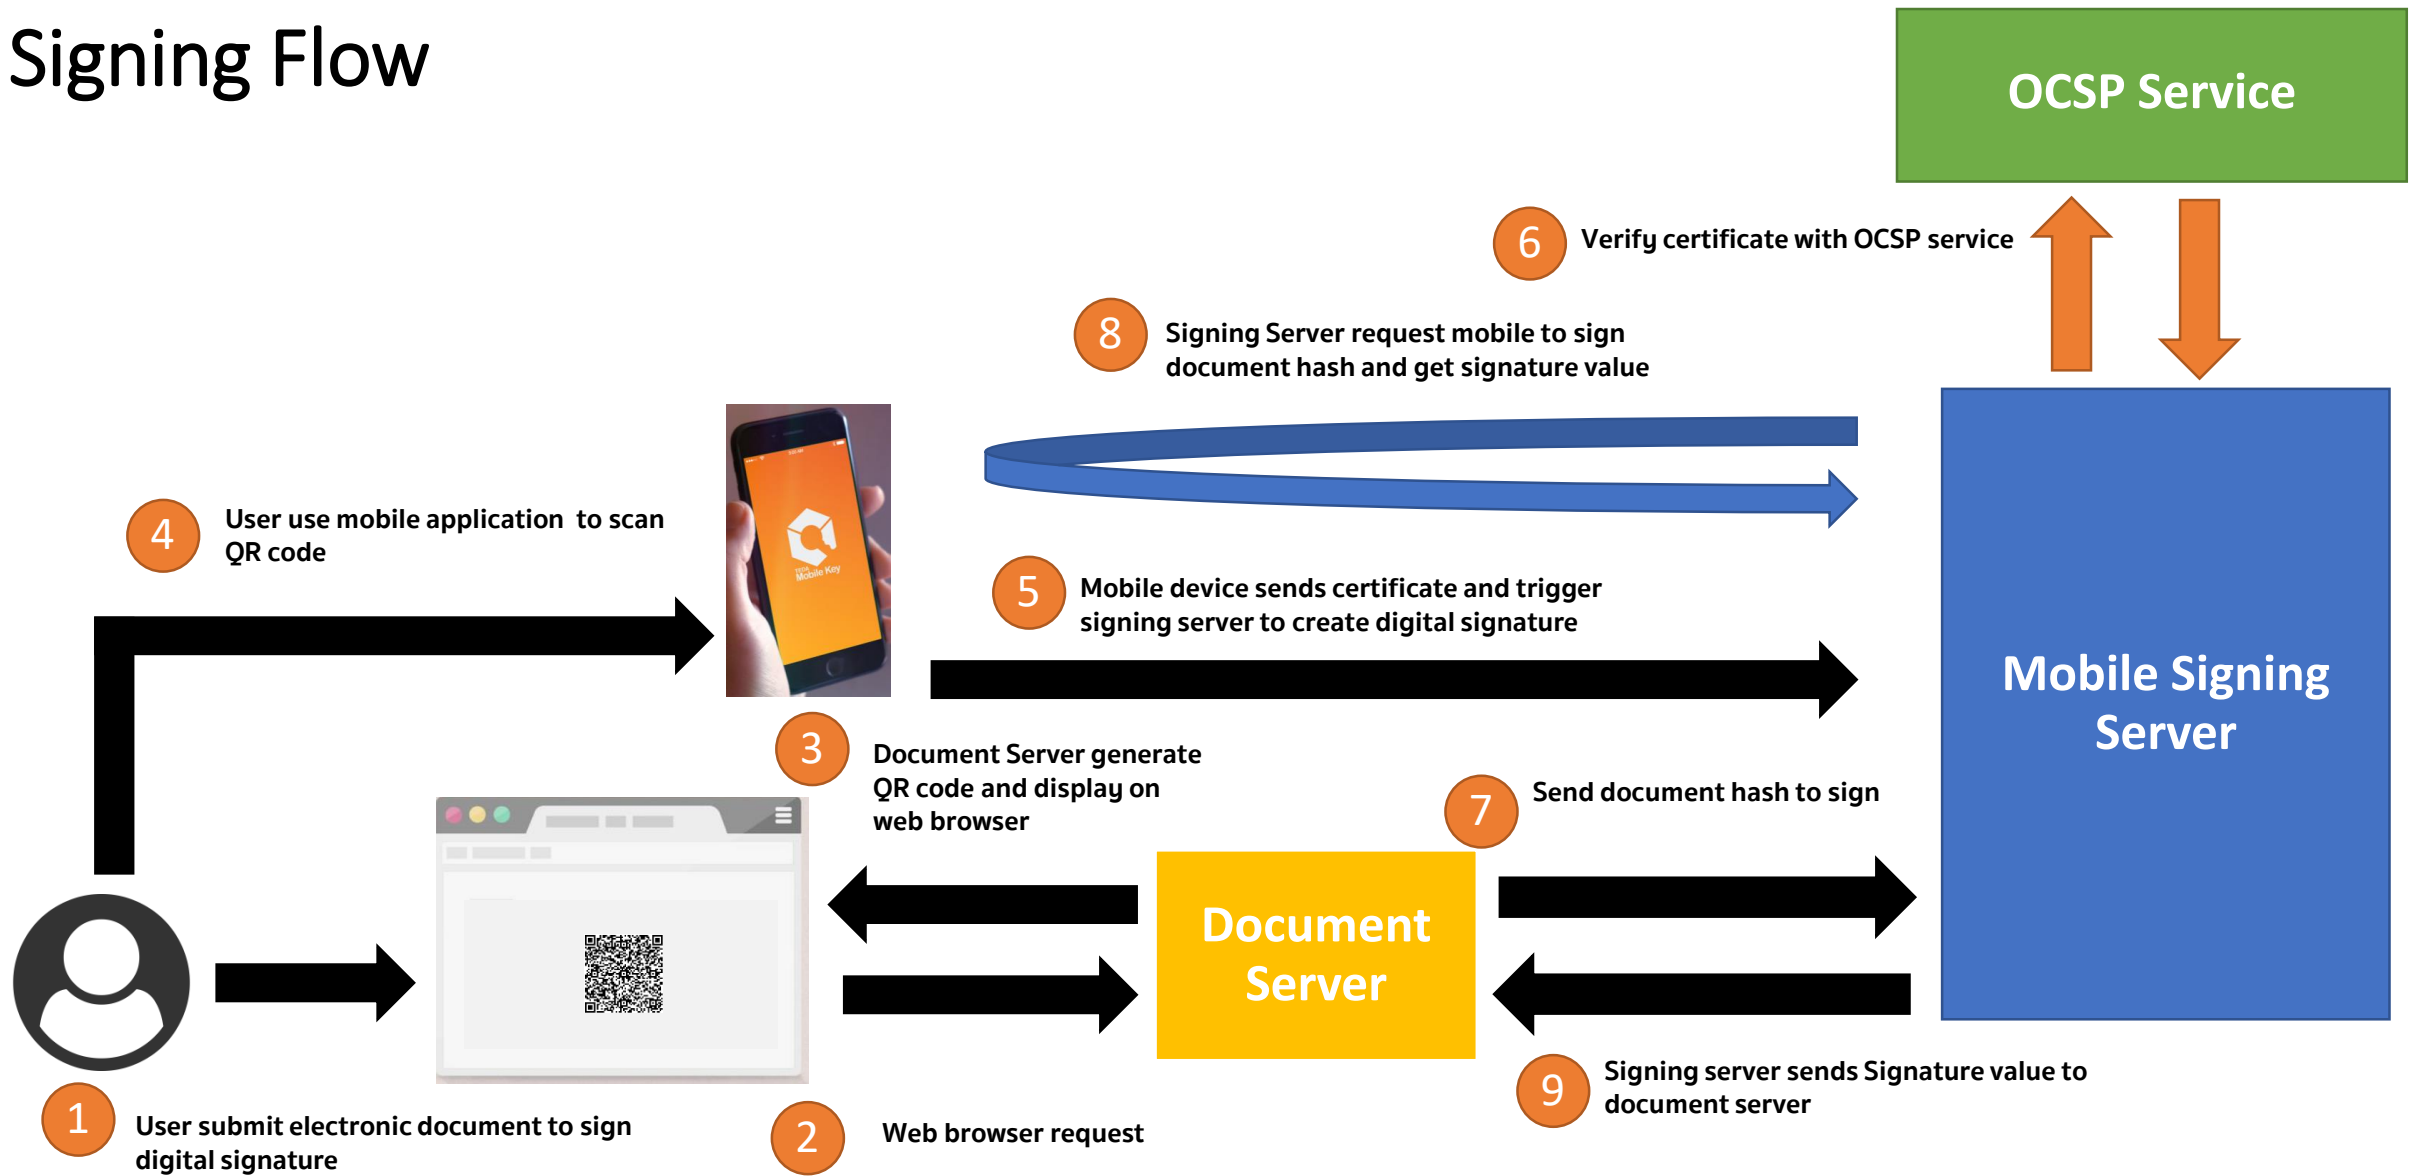 Signing Flow
OCSP Service
6
Verify certificate with OCSP service
8
Signing Server request mobile to sign
document hash and get signature value
4
User use mobile application  to scan
QR code
TEDA
Mobile Key
5
Mobile device sends certificate and trigger
signing server to create digital signature
Mobile Signing
Server
3
Document Server generate
QR code and display on
web browser
7
Send document hash to sign
Document
Server
9
Signing server sends Signature value to
document server
1
User submit electronic document to sign
digital signature
2
Web browser request